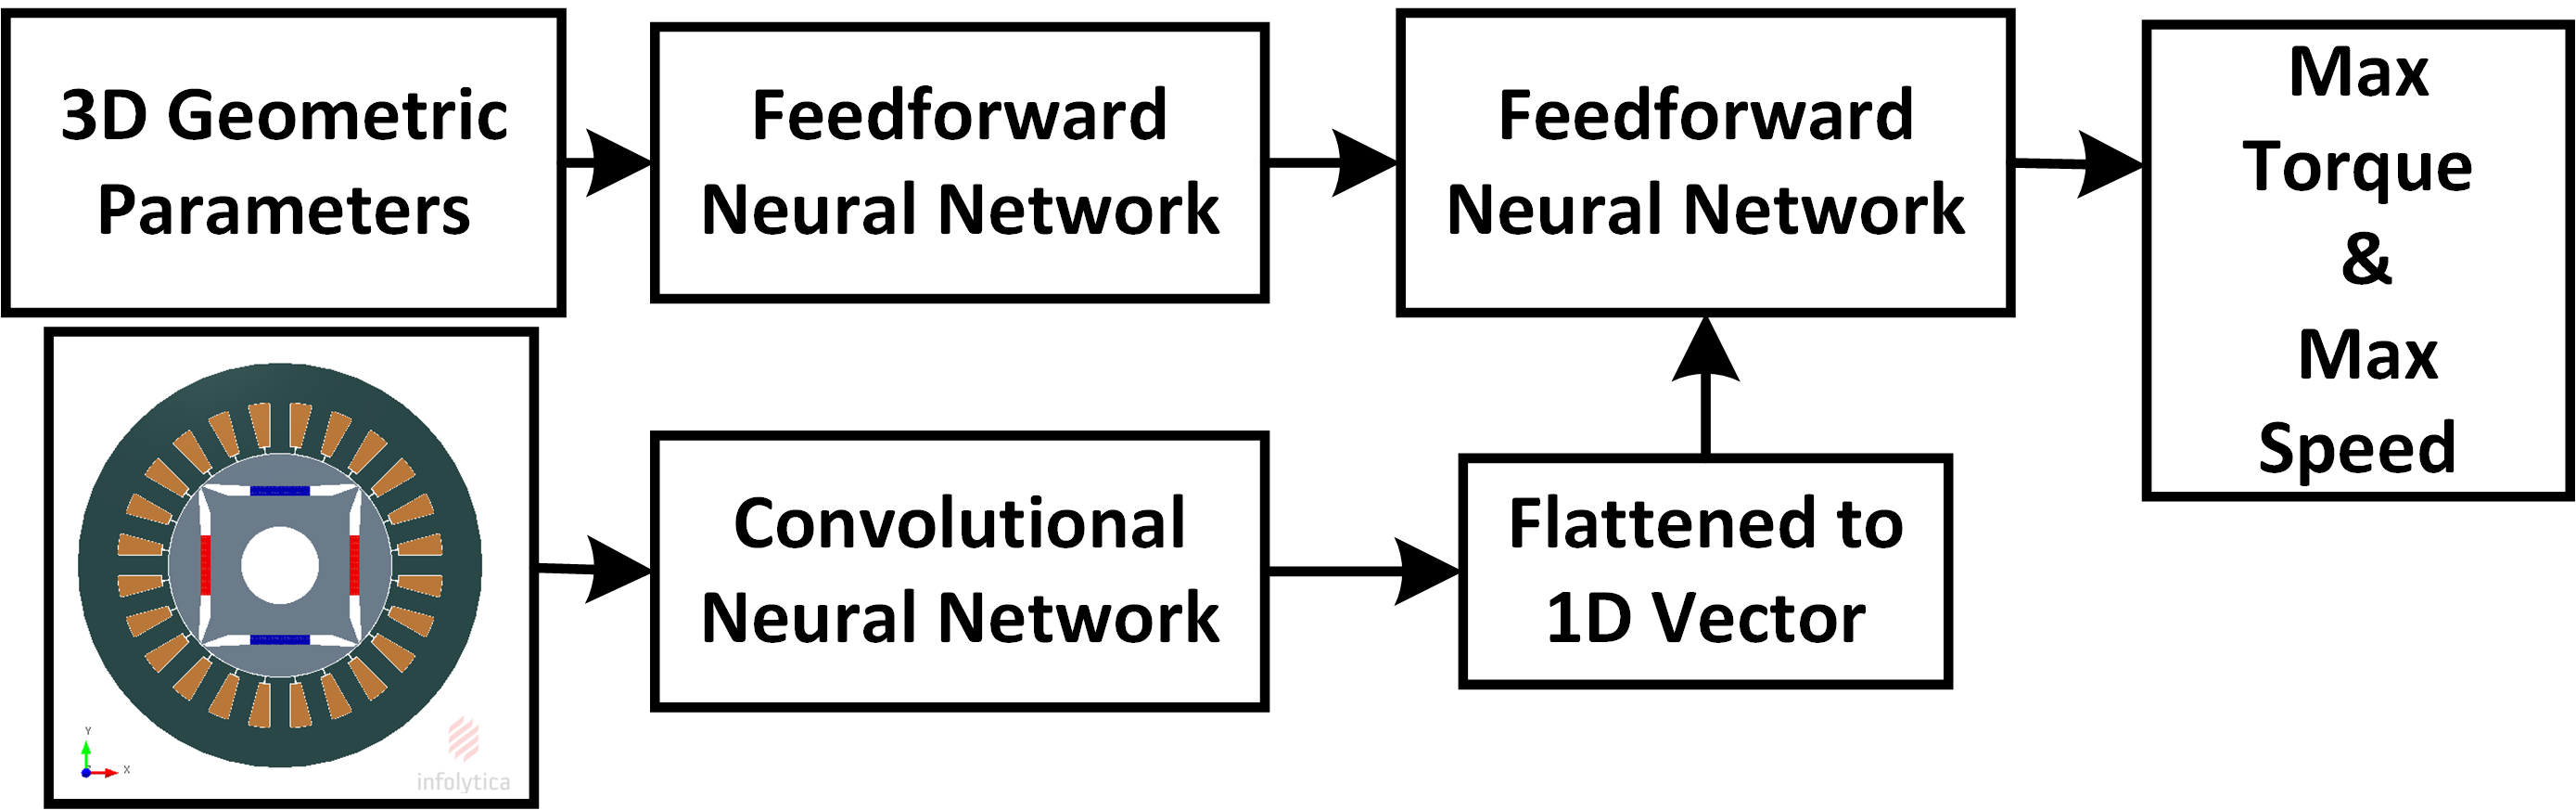 3D Geometric
Parameters
Feedforward
Neural Network
Feedforward
Neural Network
Max
Torque
&
Max
Speed
Convolutional
Neural Network
Flattened to
1D Vector
Y
X
infolytica